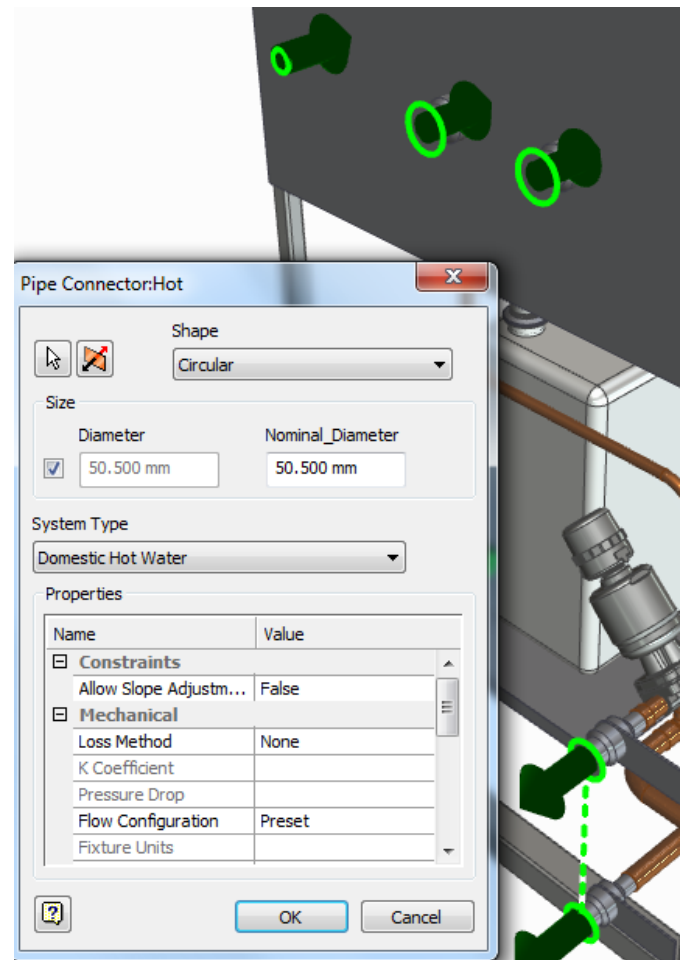 Pipe Connector:Hot
Shape
Circular
Size
Diameter Nominal_Diameter
50.500 mm 50.500 mm
System Type
Domestic Hot Water
Properties
Name Value
Constraints
Allow Slope Adjustm... False
Mechanical
Loss Method None
K Coefficient
Pressure Drop
Flow Configuration Preset
Fixture Units
OK Cancel